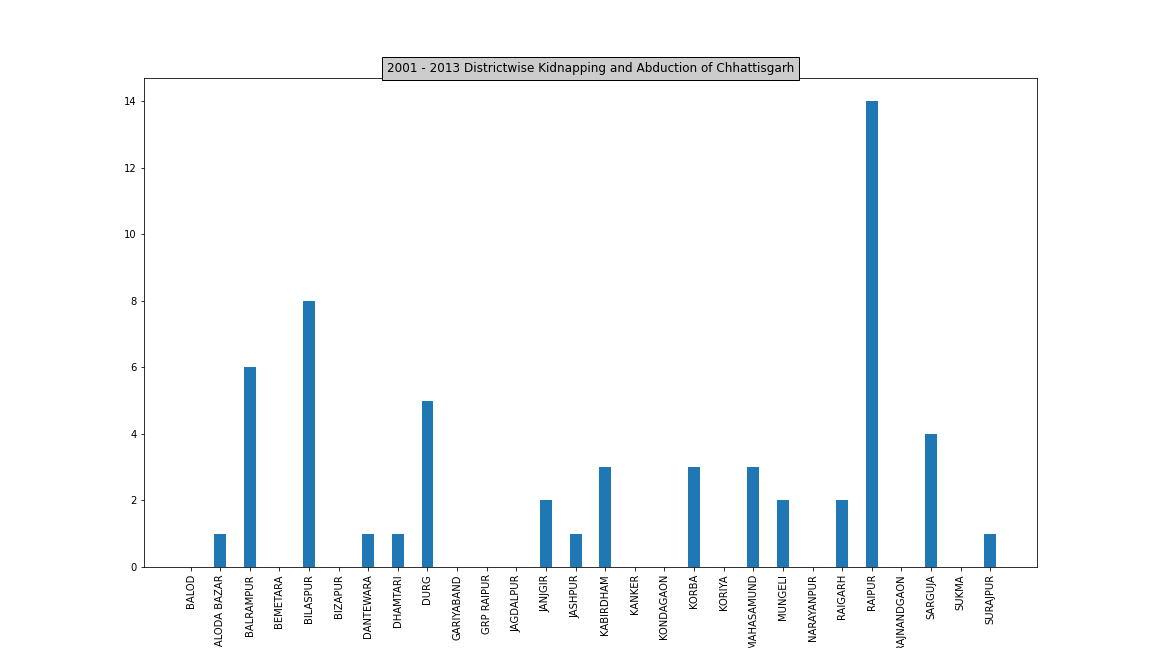 2001 - 2013 Districtwise Kidnapping and Abduction of Chhattisgarh
14
12
10
8
6
4
2
0
BALOD
ALODA BAZAR
BALRAMPUR
BEMETARA
BILASPUR
BIZAPUR
DANTEWARA
DHAMTARI
DURG
GARIYABAND
GRP RAIPUR
JAGDALPUR
JANJGIR
JASHPUR
KABIRDHAM
KANKER
KONDAGAON
KORBA
KORIYA
MAHASAMUND
MUNGELI
NARAYANPUR
RAIGARH
RAIPUR
RAJNANDGAON
SARGUJA
SUKMA
SURAJPUR